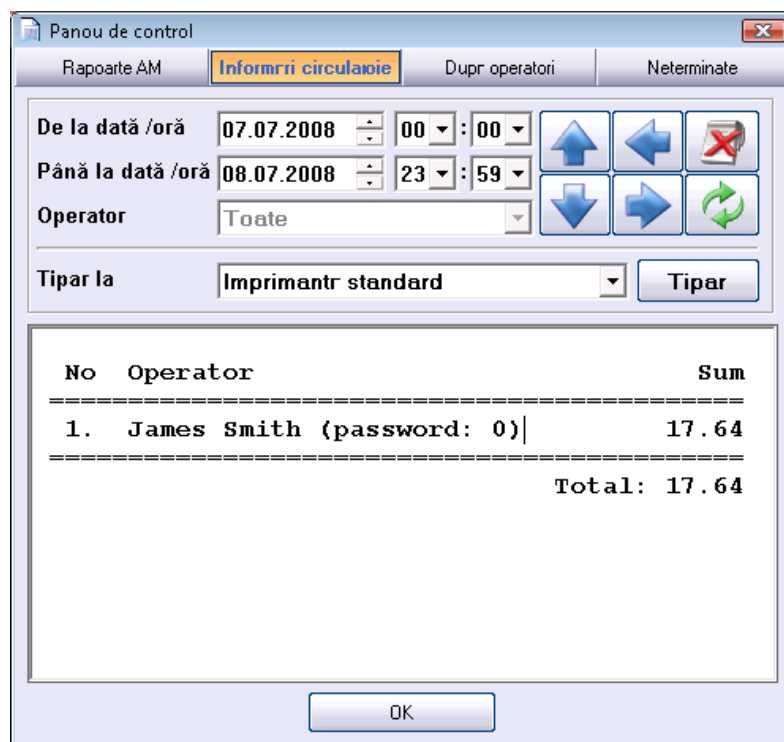 Panou de control
Rapoarte AM Informrri circulaюie Dupr operatori Neterminate
De la dată /oră 07.07.2008 00 : 00
Până la dată /oră 08.07.2008 23 : 59
Operator Toate
Tipar la Imprimantr standard Tipar
No Operator Sum
1. James Smith (password: 0) 17.64
Total: 17.64
OK